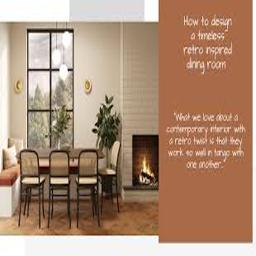 How to design
a timeless
retro inspired
dining room
"What we love about a
contemporary interior with
a retro twist is that they
work so well in tango with
one another..."